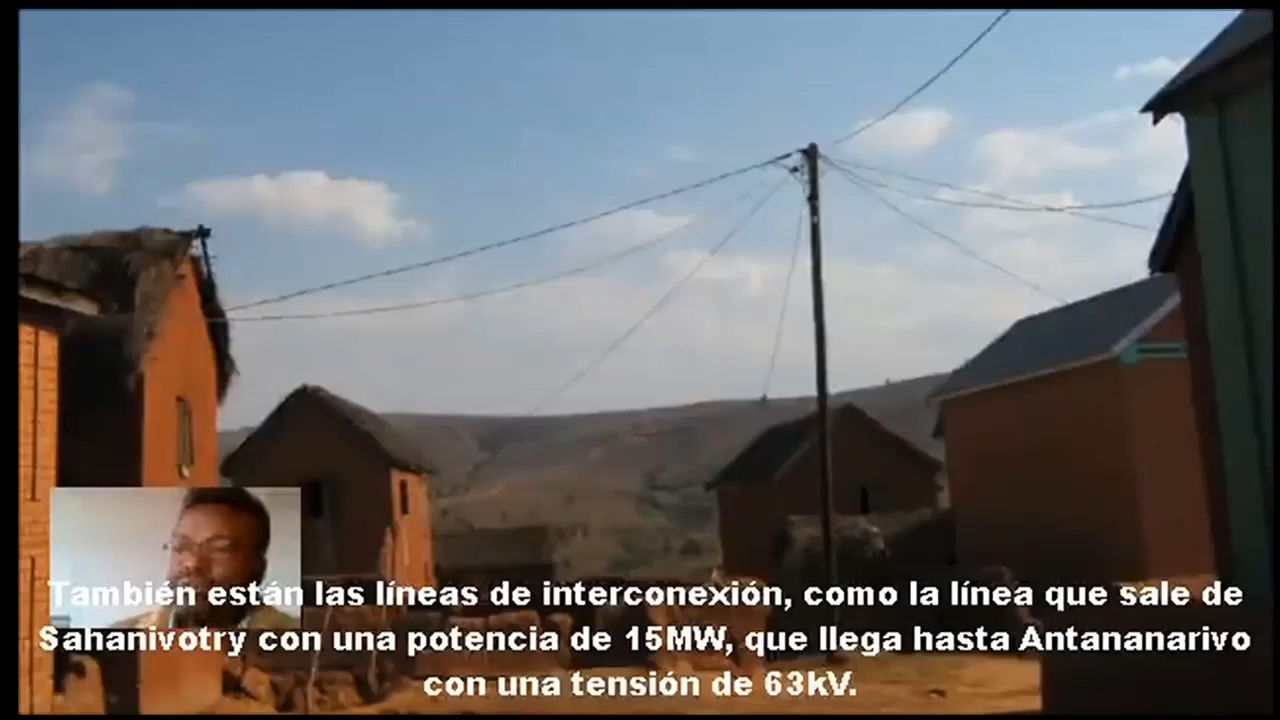 También están las líneas de interconexión, como la línea que sale de
Sahanivotry con una potencia de 15MW, que llega hasta Antananarivo
con una tensión de 63kV.